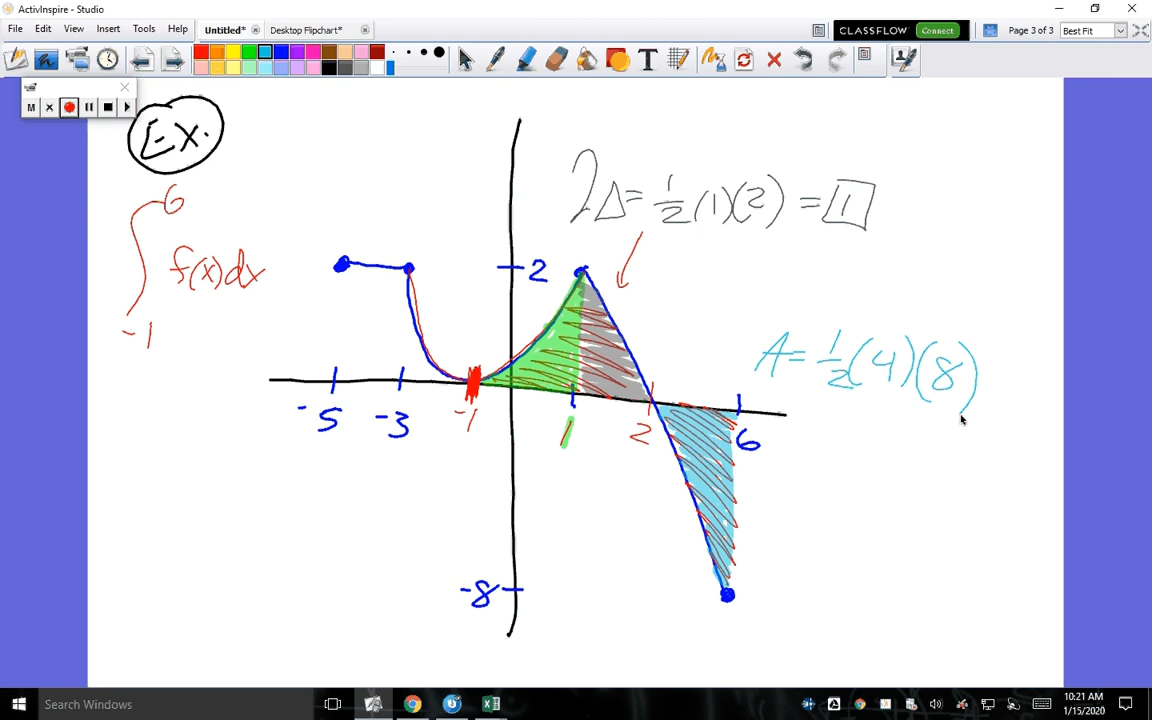 ActivInspire - Studio
File Edit View Insert Tools Help Untitled* Desktop Flipchart* CLASSFLOW Connect Page 3 of 3 Best Fit
M
Ex.
6
∫ f(x)dx
-1
Δ = 1/2 (1)(2) = 1
2
A = 1/2 (4)(8)
-5 -3 -1 1 2 6
-8
Search Windows
10:21 AM
1/15/2020